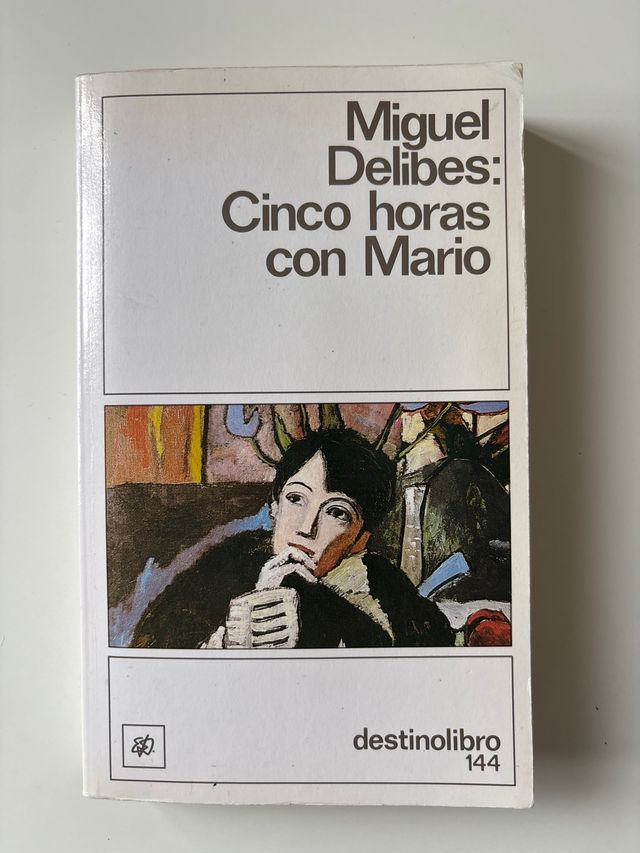 Miguel
Delibes:
Cinco horas
con Mario
destinolibro
144